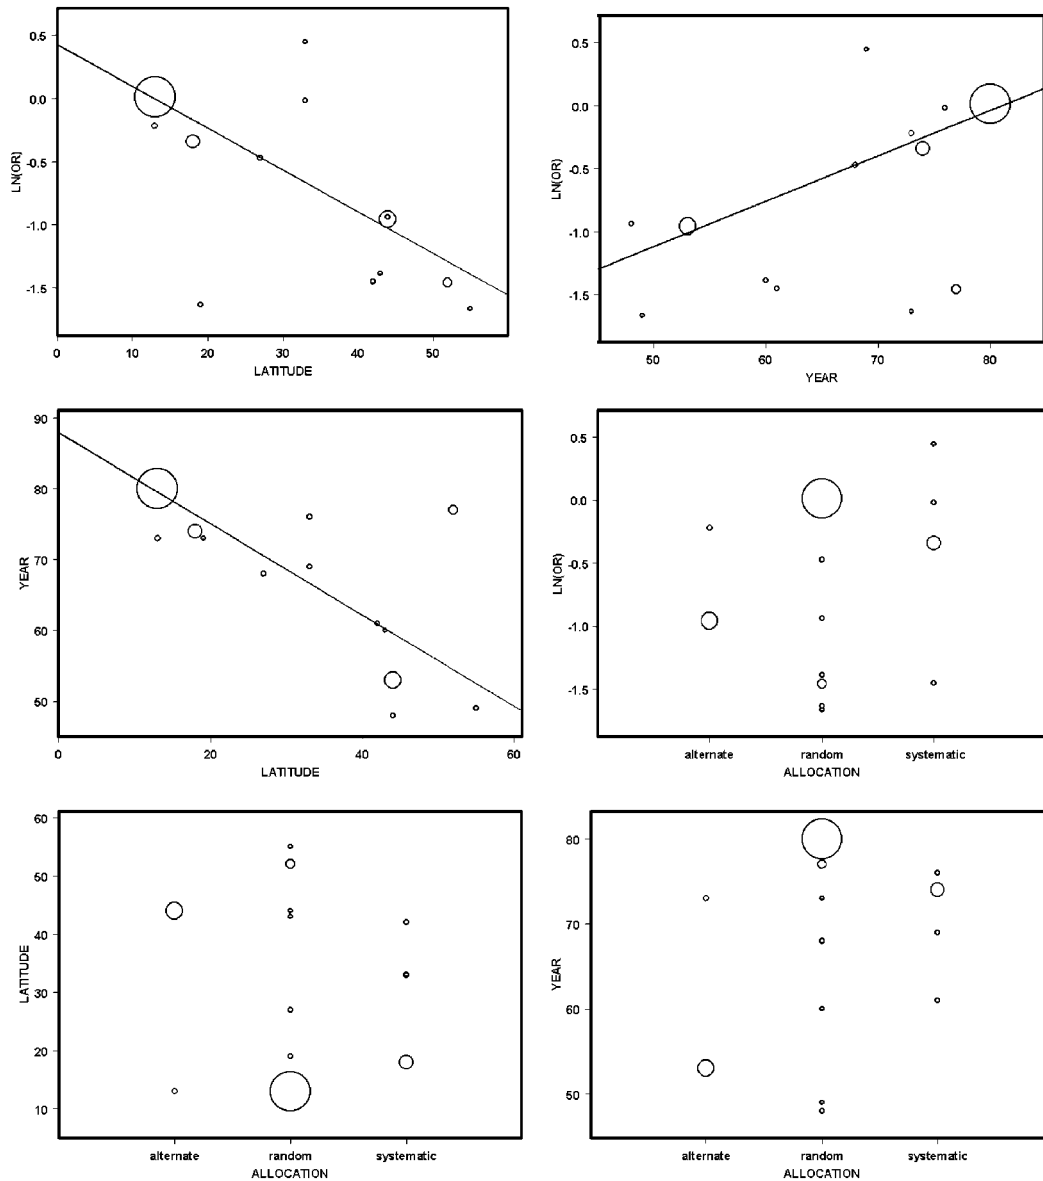 0.5
0.0
-0.5
-1.0
-1.5
LN(OR)
0 10 20 30 40 50
LATITUDE
0.5
0.0
-0.5
-1.0
-1.5
LN(OR)
50 60 70 80
YEAR
90
80
70
60
50
YEAR
0 20 40 60
LATITUDE
0.5
0.0
-0.5
-1.0
-1.5
LN(OR)
alternate random systematic
ALLOCATION
60
50
40
30
20
10
LATITUDE
alternate random systematic
ALLOCATION
80
70
60
50
YEAR
alternate random systematic
ALLOCATION